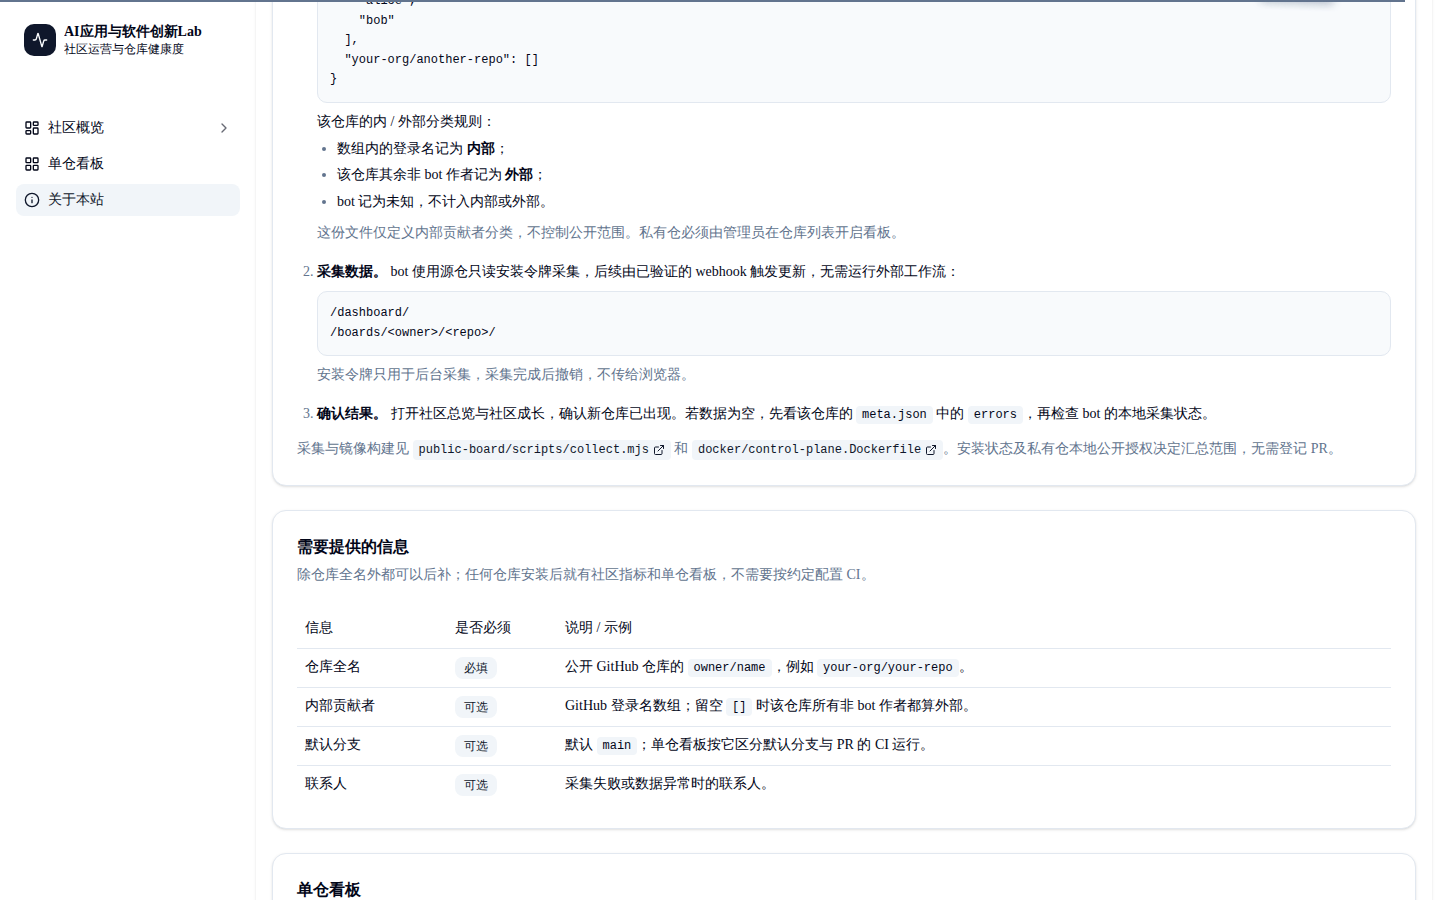 AI应用与软件创新Lab
社区运营与仓库健康度
社区概览
单仓看板
关于本站
"bob"
],
"your-org/another-repo": []
}
该仓库的内 / 外部分类规则：
数组内的登录名记为 内部；
该仓库其余非 bot 作者记为 外部；
bot 记为未知，不计入内部或外部。
这份文件仅定义内部贡献者分类，不控制公开范围。私有仓必须由管理员在仓库列表开启看板。
2. 采集数据。 bot 使用源仓只读安装令牌采集，后续由已验证的 webhook 触发更新，无需运行外部工作流：
/dashboard/
/boards/<owner>/<repo>/
安装令牌只用于后台采集，采集完成后撤销，不传给浏览器。
3. 确认结果。 打开社区总览与社区成长，确认新仓库已出现。若数据为空，先看该仓库的 meta.json 中的 errors，再检查 bot 的本地采集状态。
采集与镜像构建见 public-board/scripts/collect.mjs 和 docker/control-plane.Dockerfile。安装状态及私有仓本地公开授权决定汇总范围，无需登记 PR。
需要提供的信息
除仓库全名外都可以后补；任何仓库安装后就有社区指标和单仓看板，不需要按约定配置 CI。
信息 是否必须 说明 / 示例
仓库全名 必填 公开 GitHub 仓库的 owner/name，例如 your-org/your-repo。
内部贡献者 可选 GitHub 登录名数组；留空 [] 时该仓库所有非 bot 作者都算外部。
默认分支 可选 默认 main；单仓看板按它区分默认分支与 PR 的 CI 运行。
联系人 可选 采集失败或数据异常时的联系人。
单仓看板